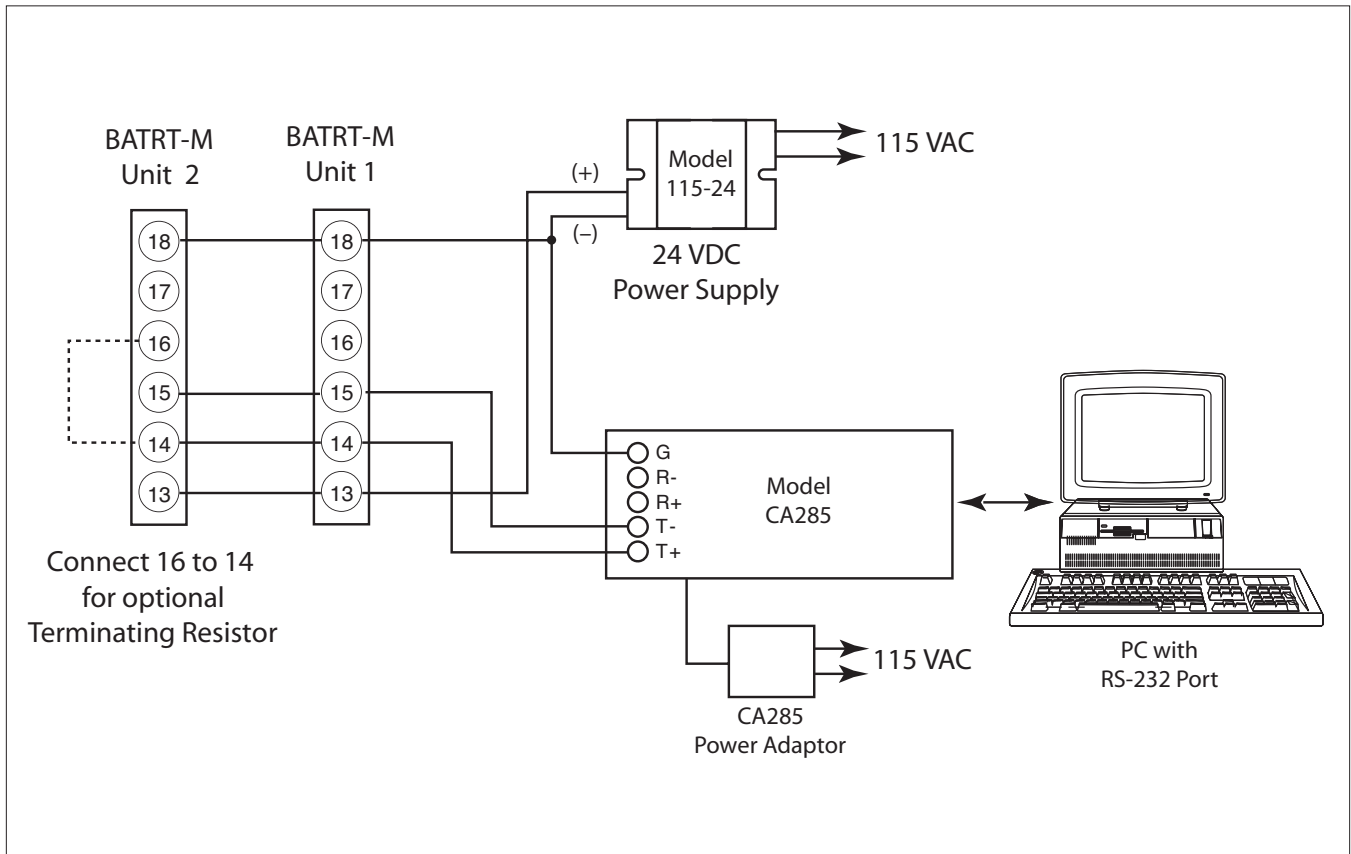 BATRT-M
Unit 2
BATRT-M
Unit 1
(+)
(–)
Model
115-24
115 VAC
24 VDC
Power Supply
18
17
16
15
14
13
18
17
16
15
14
13
Connect 16 to 14
for optional
Terminating Resistor
G
R-
R+
T-
T+
Model
CA285
115 VAC
CA285
Power Adaptor
PC with
RS-232 Port